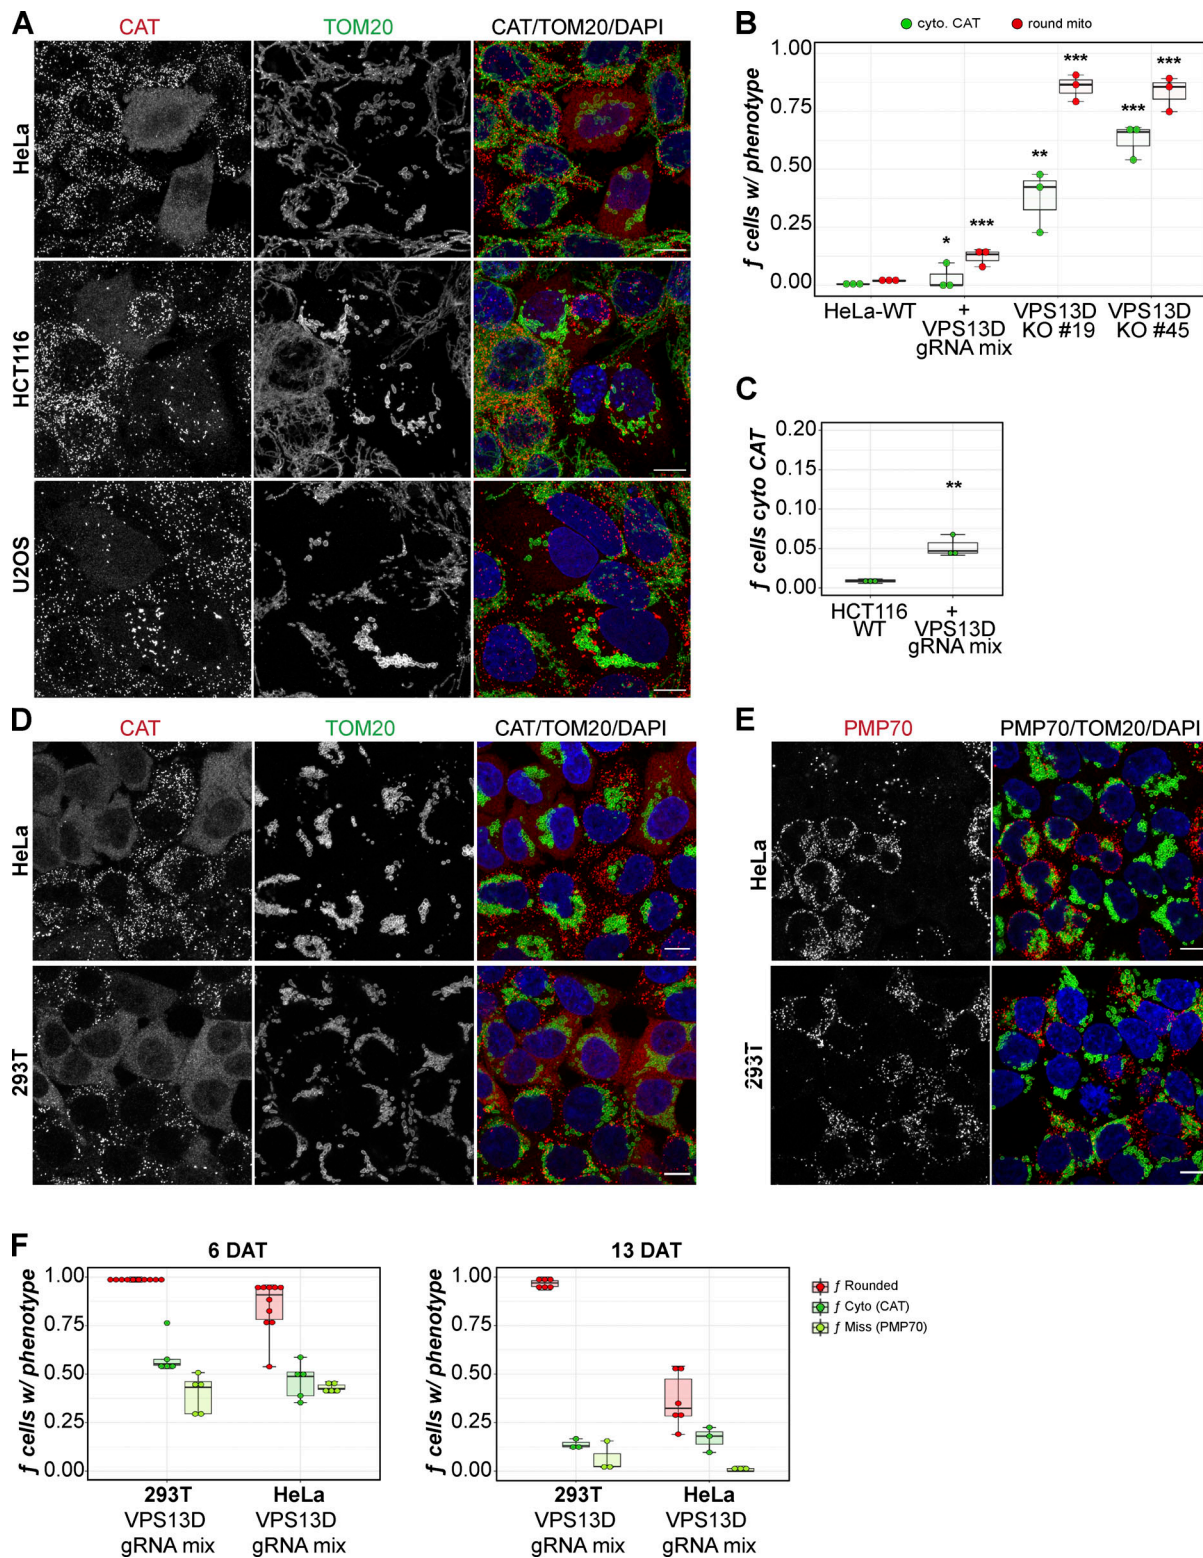 A
CAT
TOM20
CAT/TOM20/DAPI
HeLa
HCT116
U2OS
B
cyto. CAT
round mito
f cells w/ phenotype
1.00
0.75
0.50
0.25
0.00
*
***
**
***
***
***
HeLa-WT
+
VPS13D
gRNA mix
VPS13D
KO #19
VPS13D
KO #45
C
f cells cyto CAT
0.20
0.15
0.10
0.05
0.00
**
HCT116
WT
+
VPS13D
gRNA mix
D
CAT
TOM20
CAT/TOM20/DAPI
HeLa
293T
E
PMP70
PMP70/TOM20/DAPI
HeLa
293T
F
6 DAT
f cells w/ phenotype
1.00
0.75
0.50
0.25
0.00
293T
VPS13D
gRNA mix
HeLa
VPS13D
gRNA mix
13 DAT
f cells w/ phenotype
1.00
0.75
0.50
0.25
0.00
293T
VPS13D
gRNA mix
HeLa
VPS13D
gRNA mix
f Rounded
f Cyto (CAT)
f Miss (PMP70)